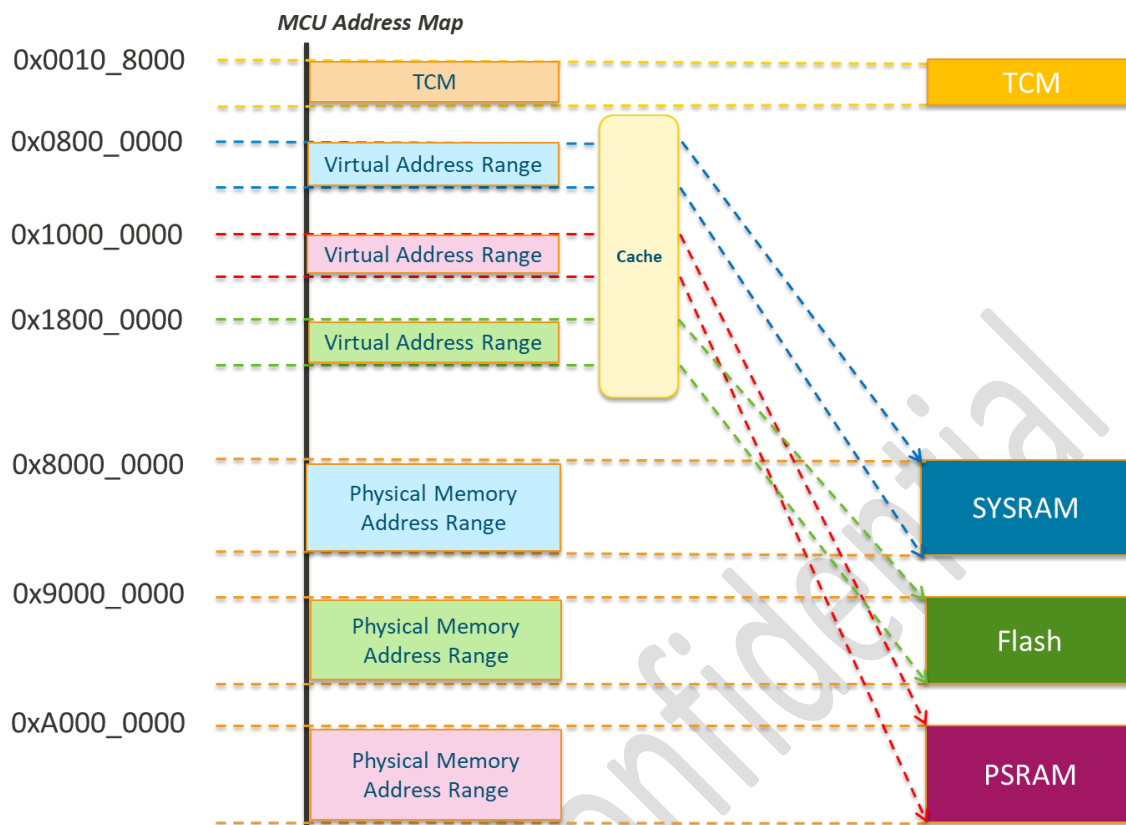 MCU Address Map
0x0010_8000
TCM
TCM
0x0800_0000
Virtual Address Range
0x1000_0000
Virtual Address Range
Cache
0x1800_0000
Virtual Address Range
0x8000_0000
Physical Memory
Address Range
SYSRAM
0x9000_0000
Physical Memory
Address Range
Flash
0xA000_0000
Physical Memory
Address Range
PSRAM
onfidential